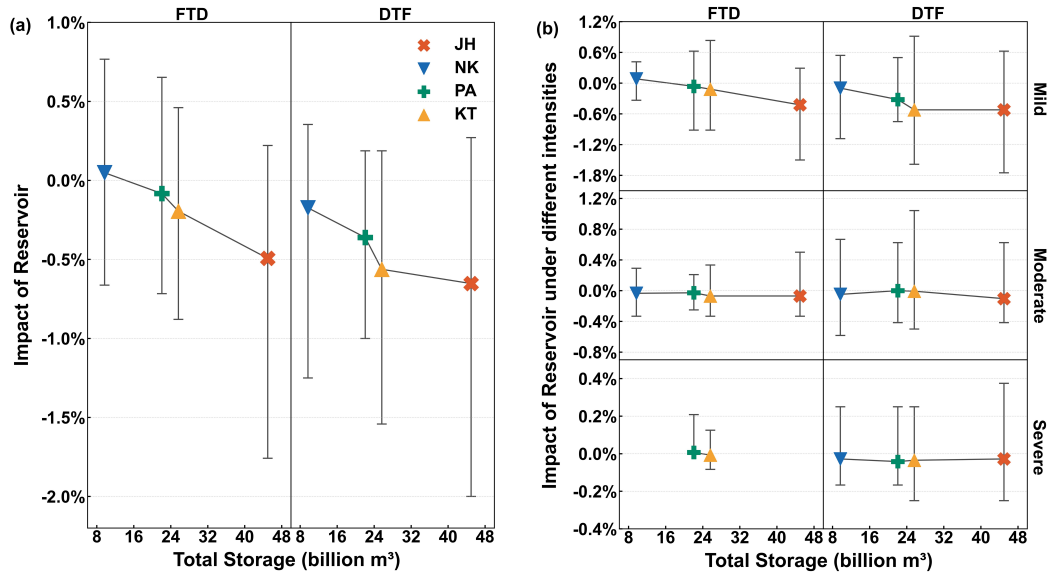 (a)
FTD
DTF
1.0%
0.5%
0.0%
-0.5%
-1.0%
-1.5%
-2.0%
Impact of Reservoir
JH
NK
PA
KT
8 16 24 32 40 48
8 16 24 32 40 48
Total Storage (billion m³)
(b)
FTD
DTF
Impact of Reservoir under different intensities
1.2%
0.6%
0.0%
-0.6%
-1.2%
-1.8%
Mild
1.2%
0.8%
0.4%
0.0%
-0.4%
-0.8%
Moderate
0.4%
0.2%
0.0%
-0.2%
-0.4%
Severe
8 16 24 32 40 48
8 16 24 32 40 48
Total Storage (billion m³)